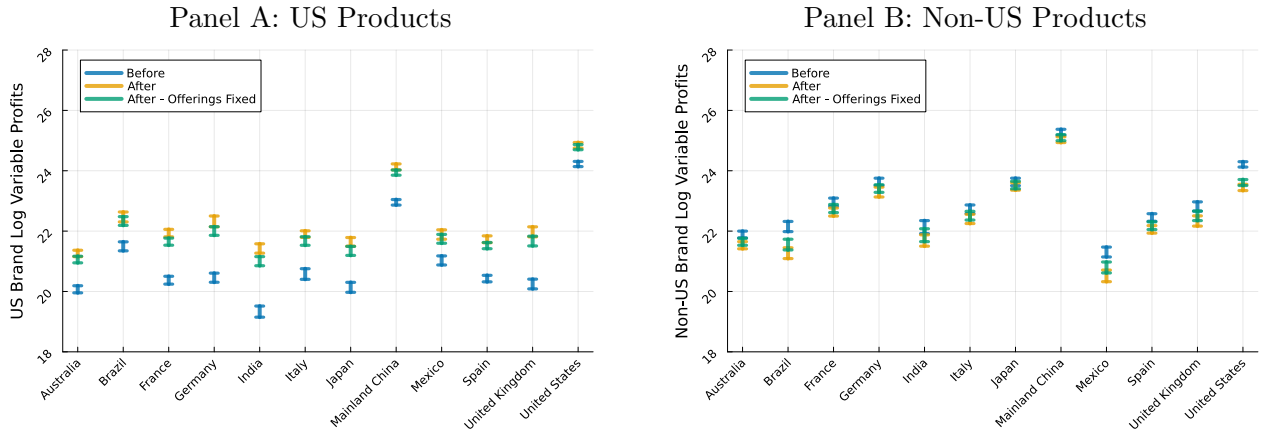 Panel A: US Products
US Brand Log Variable Profits
28
26
24
22
20
18
Before
After
After - Offerings Fixed
Australia
Brazil
France
Germany
India
Italy
Japan
Mainland China
Mexico
Spain
United Kingdom
United States
Panel B: Non-US Products
Non-US Brand Log Variable Profits
28
26
24
22
20
18
Before
After
After - Offerings Fixed
Australia
Brazil
France
Germany
India
Italy
Japan
Mainland China
Mexico
Spain
United Kingdom
United States